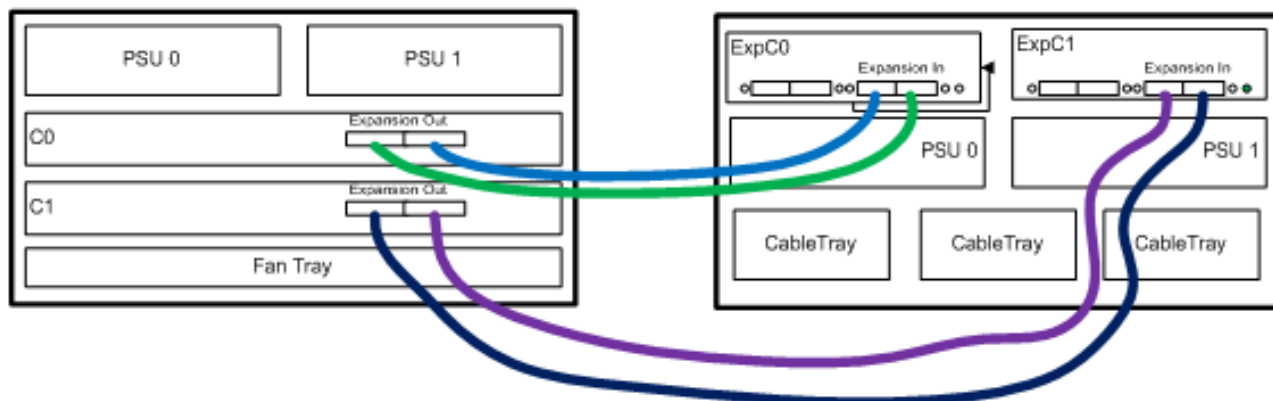 PSU 0
PSU 1
C0
Expansion Out
C1
Expansion Out
Fan Tray
ExpC0
Expansion In
ExpC1
Expansion In
PSU 0
PSU 1
CableTray
CableTray
CableTray